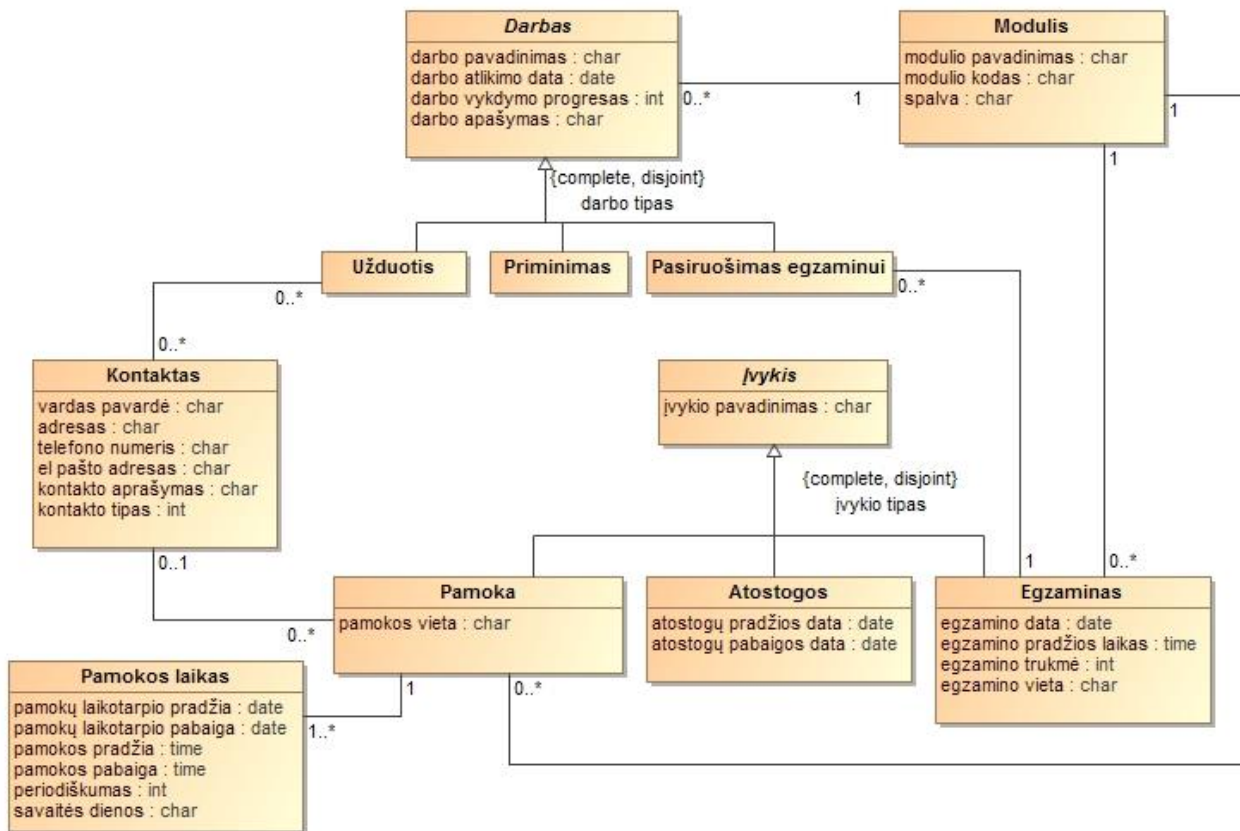 Darbas
darbo pavadinimas : char
darbo atlikimo data : date
darbo vykdymo progresas : int
darbo apašymas : char
Modulis
modulio pavadinimas : char
modulio kodas : char
spalva : char
0..*
1
1
1
{complete, disjoint}
darbo tipas
Užduotis
Priminimas
Pasiruošimas egzaminui
0..*
0..*
0..*
Kontaktas
vardas pavardė : char
adresas : char
telefono numeris : char
el pašto adresas : char
kontakto aprašymas : char
kontakto tipas : int
Įvykis
įvykio pavadinimas : char
{complete, disjoint}
įvykio tipas
0..1
1
0..*
Pamoka
pamokos vieta : char
Atostogos
atostogų pradžios data : date
atostogų pabaigos data : date
Egzaminas
egzamino data : date
egzamino pradžios laikas : time
egzamino trukmė : int
egzamino vieta : char
0..*
Pamokos laikas
pamokų laikotarpio pradžia : date
pamokų laikotarpio pabaiga : date
pamokos pradžia : time
pamokos pabaiga : time
periodiškumas : int
savaitės dienos : char
1
0..*
1..*